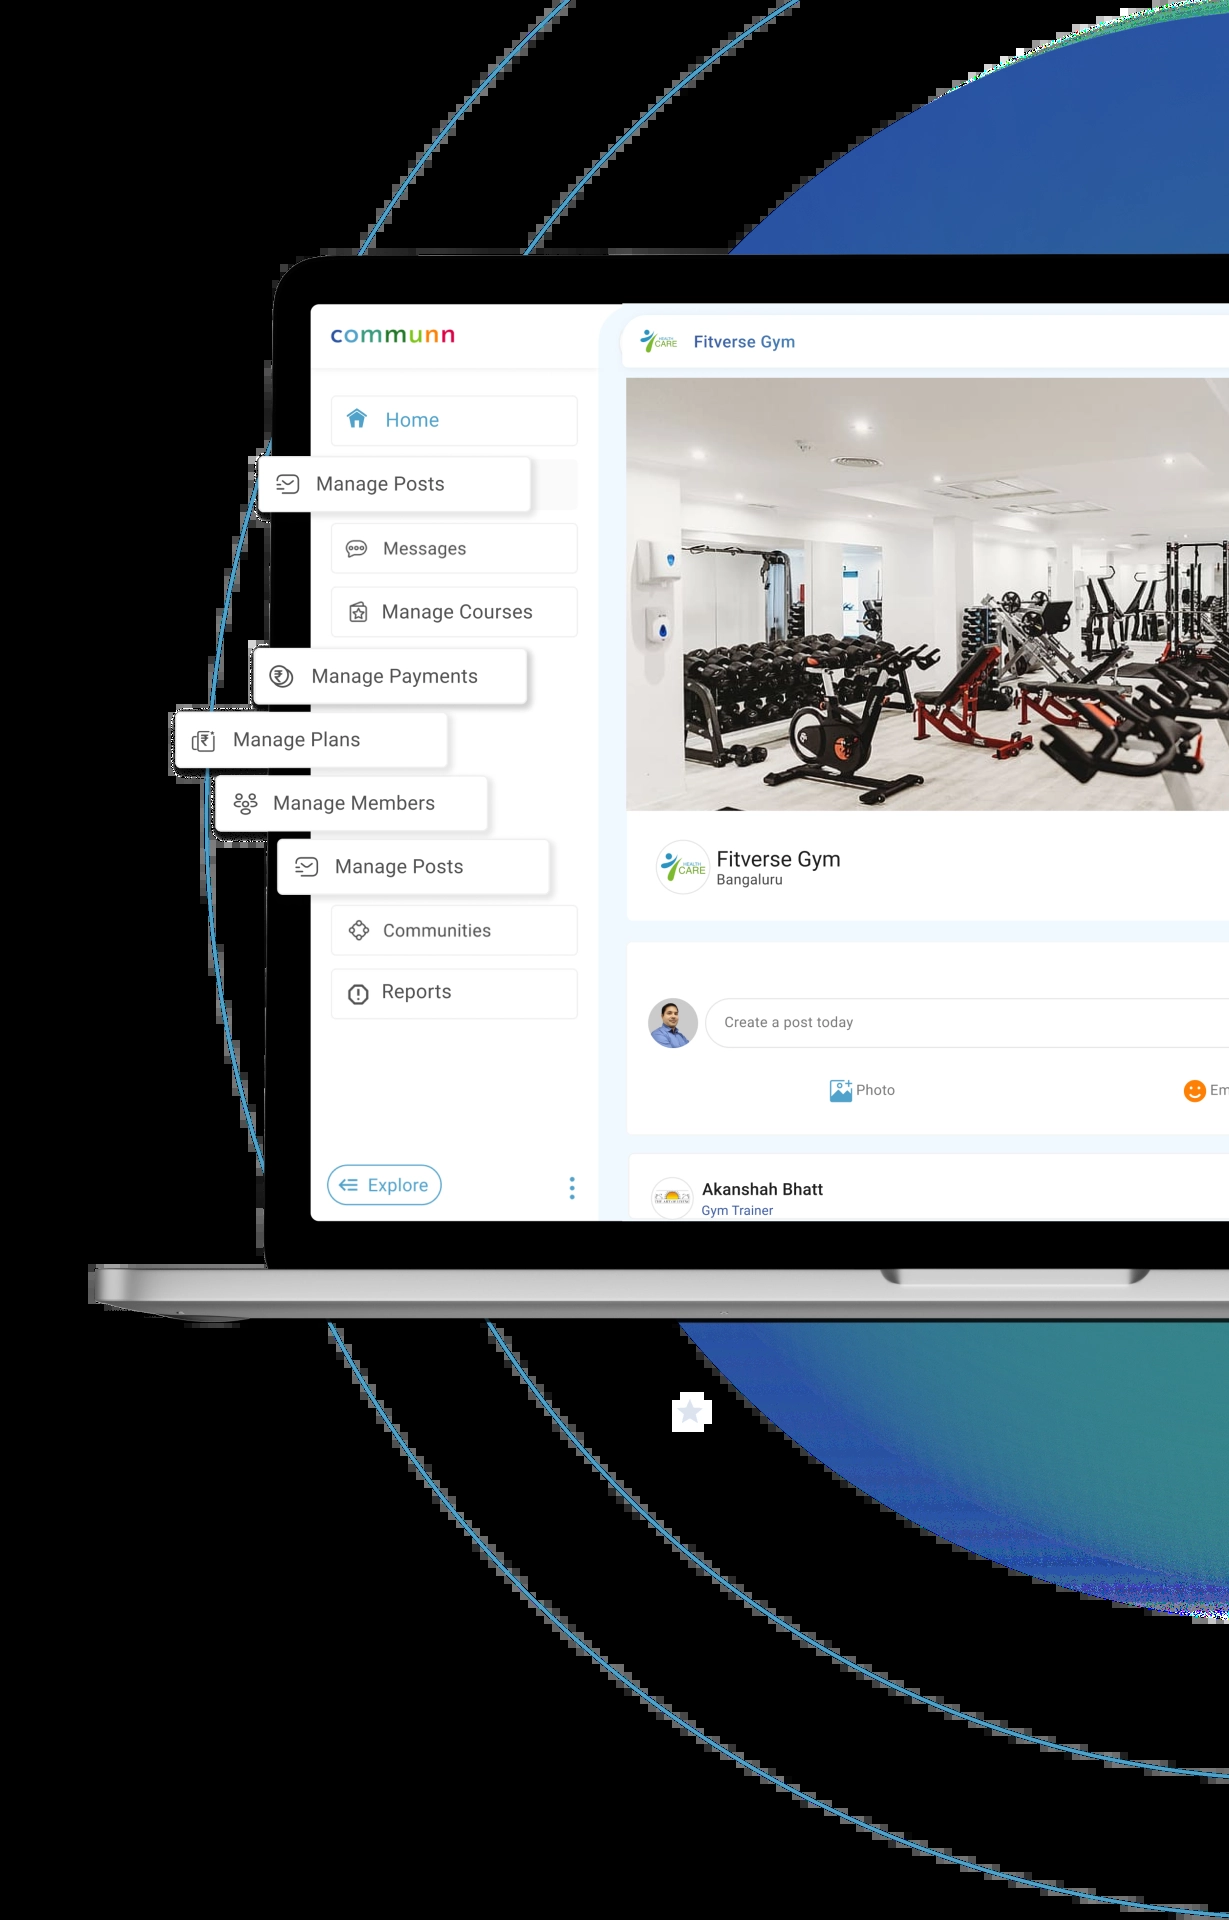 communn
Home
Manage Posts
Messages
Manage Courses
Manage Payments
Manage Plans
Manage Members
Manage Posts
Communities
Reports
Explore
HEALTH
CARE
Fitverse Gym
HEALTH
CARE
Fitverse Gym
Bangaluru
Create a post today
Photo
Em
Akanshah Bhatt
Gym Trainer